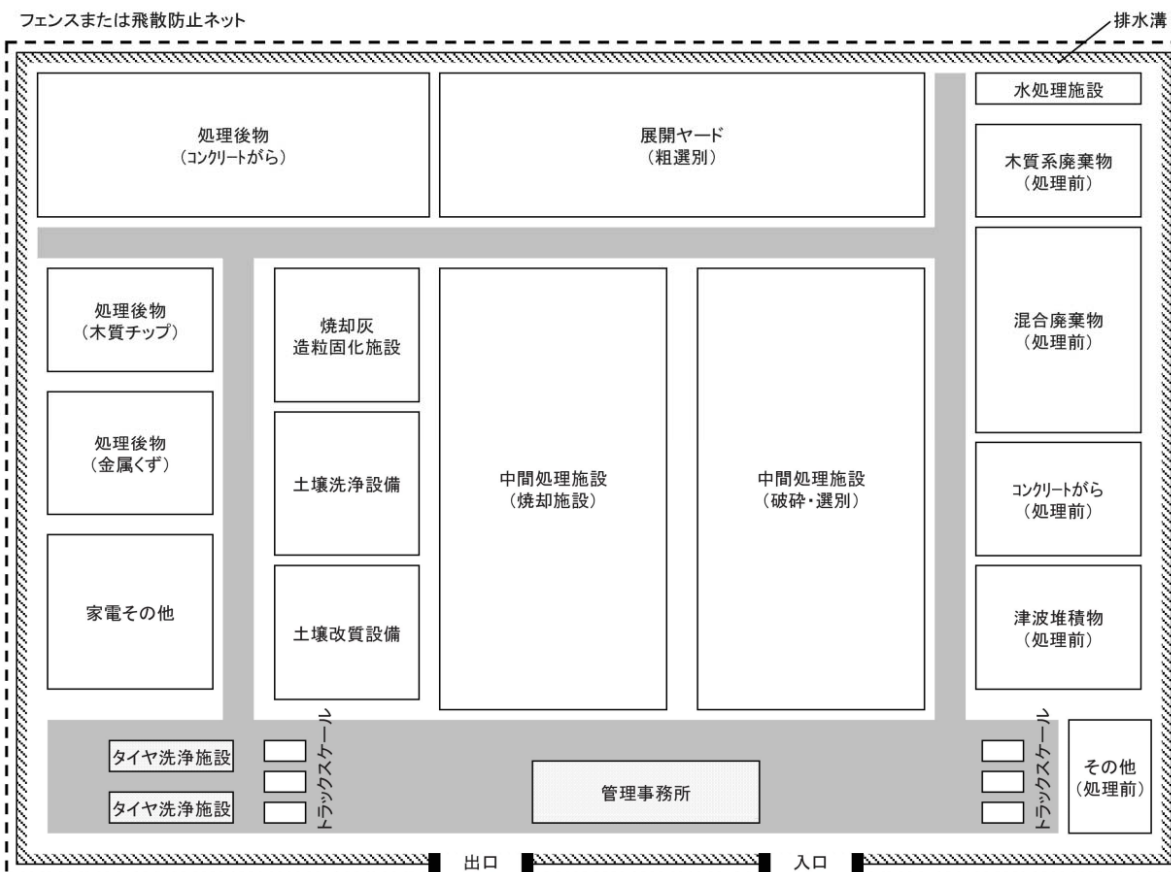 フェンスまたは飛散防止ネット
排水溝
処理後物
(コンクリートがら)
展開ヤード
(粗選別)
水処理施設
木質系廃棄物
(処理前)
処理後物
(木質チップ)
焼却灰
造粒固化施設
混合廃棄物
(処理前)
処理後物
(金属くず)
土壌洗浄設備
中間処理施設
(焼却施設)
中間処理施設
(破砕・選別)
コンクリートがら
(処理前)
家電その他
土壌改質設備
津波堆積物
(処理前)
タイヤ洗浄施設
タイヤ洗浄施設
トラックスケール
管理事務所
トラックスケール
その他
(処理前)
出口
入口